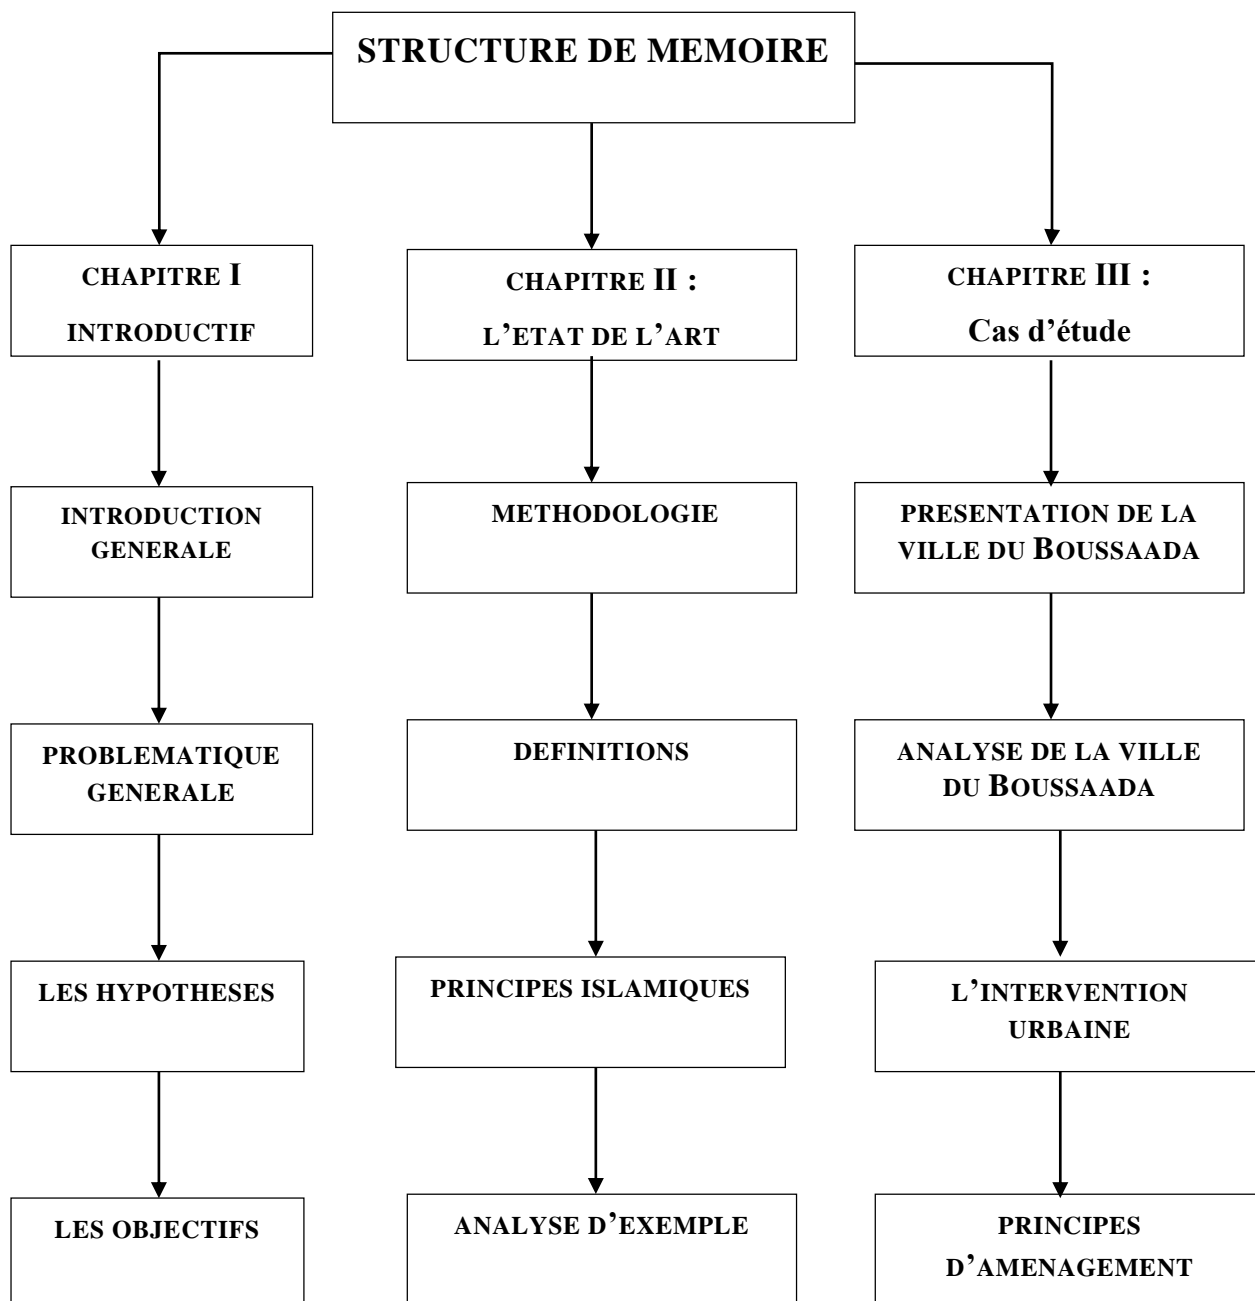 STRUCTURE DE MEMOIRE
CHAPITRE I
INTRODUCTIF
INTRODUCTION
GENERALE
PROBLEMATIQUE
GENERALE
LES HYPOTHESES
LES OBJECTIFS
CHAPITRE II :
L’ETAT DE L’ART
METHODOLOGIE
DEFINITIONS
PRINCIPES ISLAMIQUES
ANALYSE D’EXEMPLE
CHAPITRE III :
Cas d’étude
PRESENTATION DE LA
VILLE DU BOUSSAADA
ANALYSE DE LA VILLE
DU BOUSSAADA
L’INTERVENTION
URBAINE
PRINCIPES
D’AMENAGEMENT